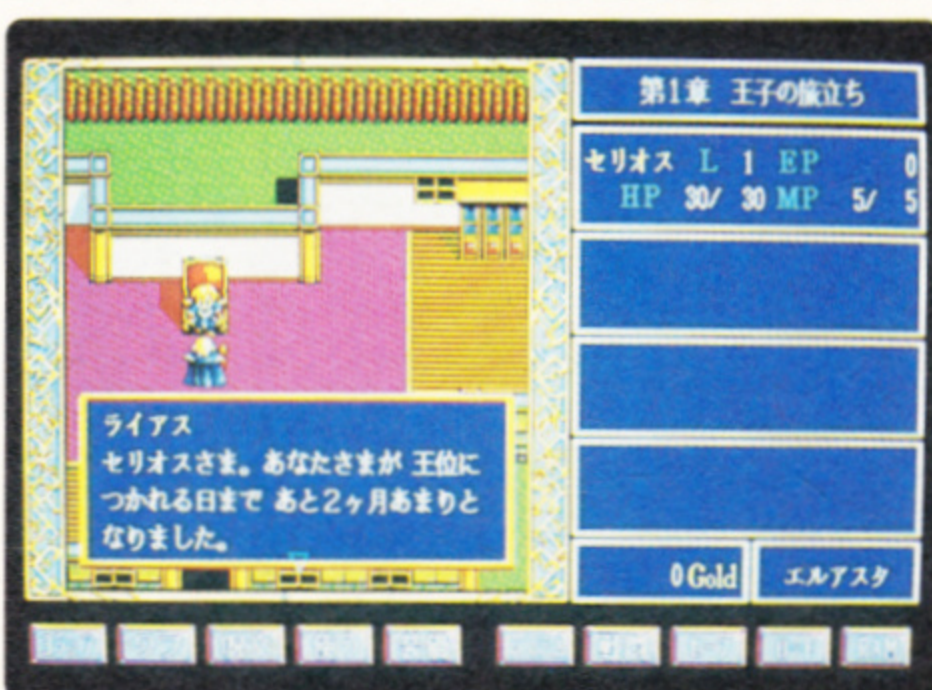 第1章 王子の旅立ち
セリオス L 1 EP 0
HP 30/ 30 MP 5/ 5
ライアス
セリオスさま。あなたさまが 王位に
つかれる日まで あと2ヶ月あまりと
なりました。
0 Gold
エルアスタ